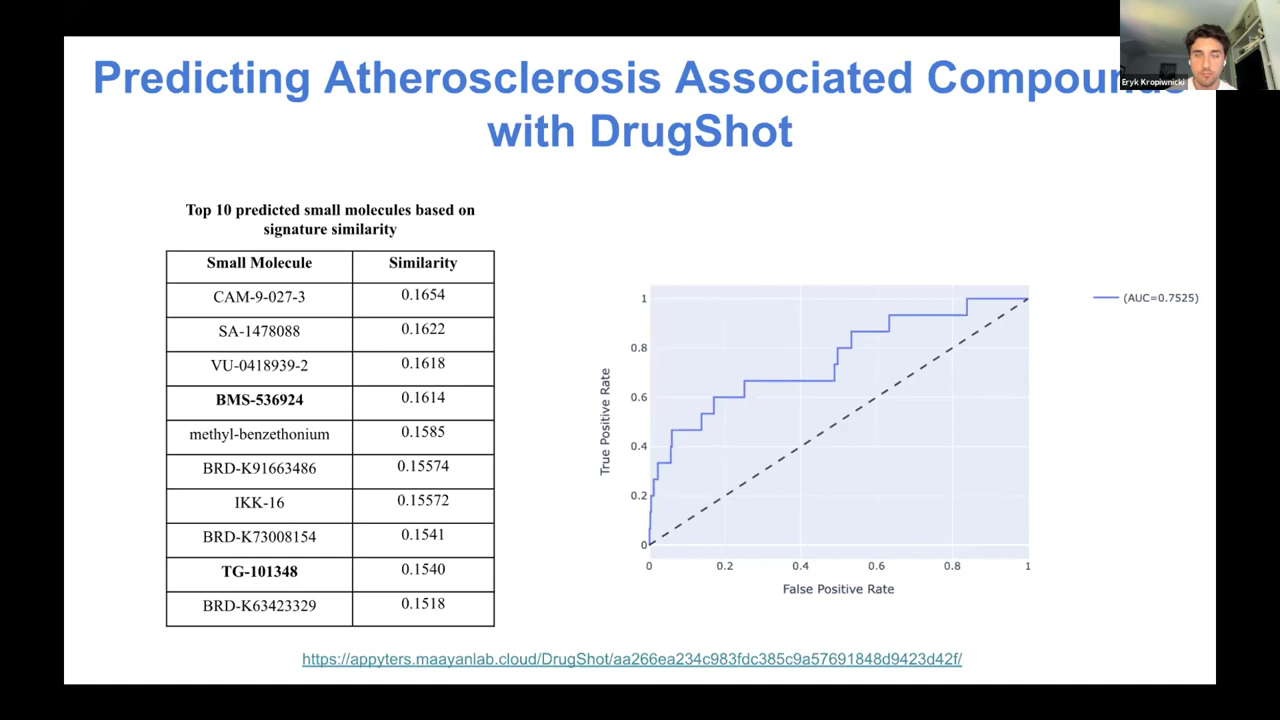 Predicting Atherosclerosis Associated Compounds
with DrugShot
Eryk Kropiwnicki
Top 10 predicted small molecules based on
signature similarity
Small Molecule Similarity
CAM-9-027-3 0.1654
SA-1478088 0.1622
VU-0418939-2 0.1618
BMS-536924 0.1614
methyl-benzethonium 0.1585
BRD-K91663486 0.15574
IKK-16 0.15572
BRD-K73008154 0.1541
TG-101348 0.1540
BRD-K63423329 0.1518
(AUC=0.7525)
True Positive Rate
1
0.8
0.6
0.4
0.2
0
0 0.2 0.4 0.6 0.8 1
False Positive Rate
https://appyters.maayanlab.cloud/DrugShot/aa266ea234c983fdc385c9a57691848d9423d42f/